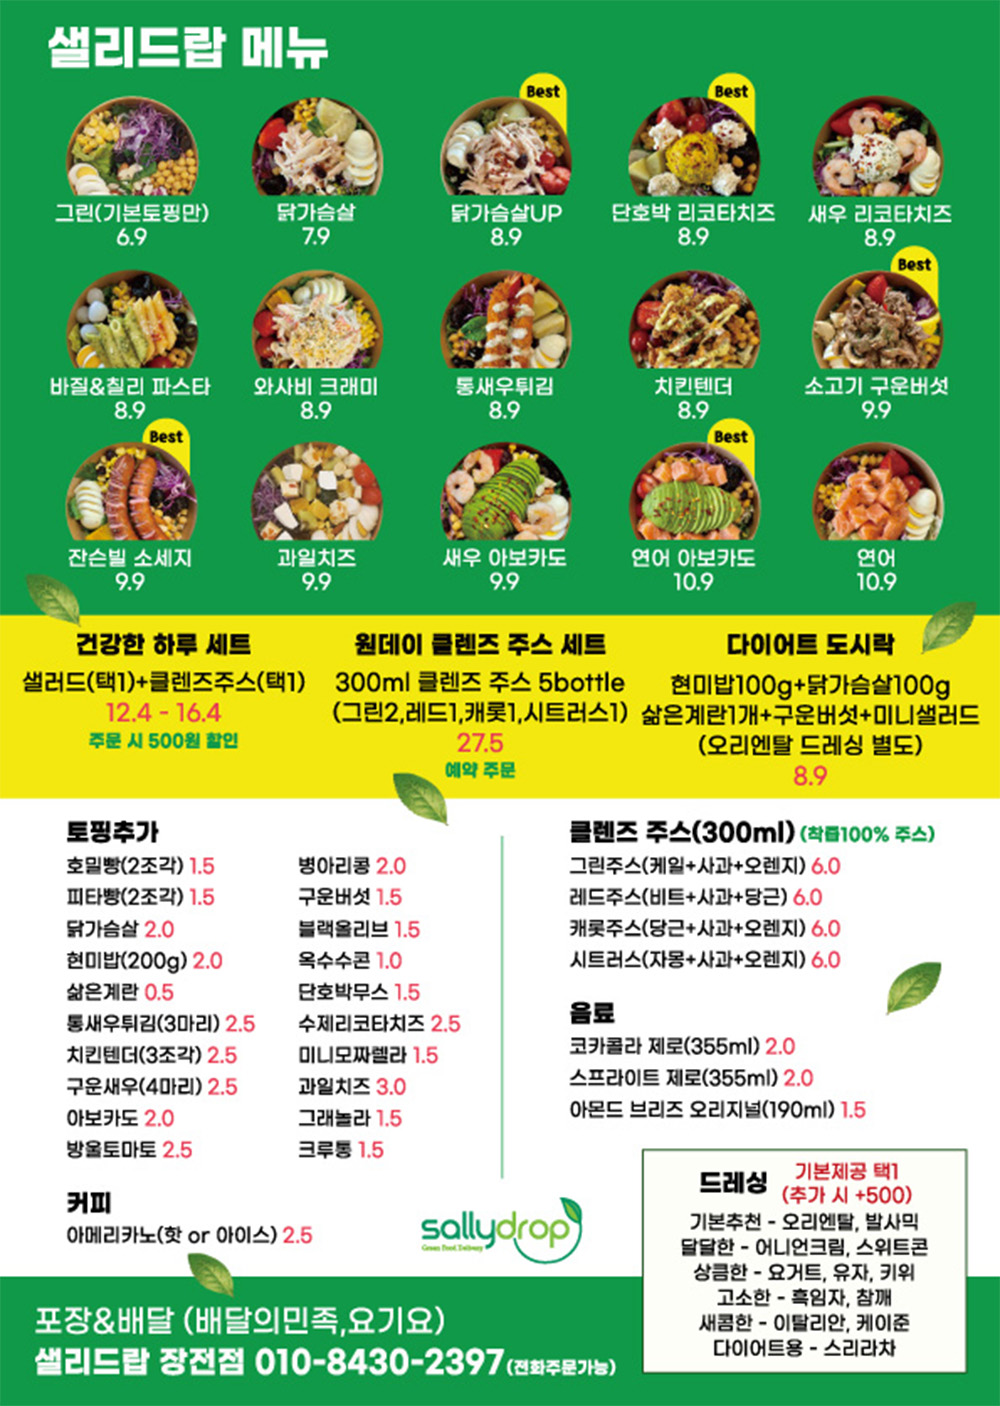 샐리드랍 메뉴
Best
Best
그린(기본토핑만)
6.9
닭가슴살
7.9
닭가슴살UP
8.9
단호박 리코타치즈
8.9
새우 리코타치즈
8.9
Best
바질&칠리 파스타
8.9
와사비 크래미
8.9
통새우튀김
8.9
치킨텐더
8.9
소고기 구운버섯
9.9
Best
Best
잔슨빌 소세지
9.9
과일치즈
9.9
새우 아보카도
9.9
연어 아보카도
10.9
연어
10.9
건강한 하루 세트
샐러드(택1)+클렌즈주스(택1)
12.4 - 16.4
주문 시 500원 할인
원데이 클렌즈 주스 세트
300ml 클렌즈 주스 5bottle
(그린2,레드1,캐롯1,시트러스1)
27.5
예약 주문
다이어트 도시락
현미밥100g+닭가슴살100g
삶은계란1개+구운버섯+미니샐러드
(오리엔탈 드레싱 별도)
8.9
토핑추가
호밀빵(2조각) 1.5
피타빵(2조각) 1.5
닭가슴살 2.0
현미밥(200g) 2.0
삶은계란 0.5
통새우튀김(3마리) 2.5
치킨텐더(3조각) 2.5
구운새우(4마리) 2.5
아보카도 2.0
방울토마토 2.5
병아리콩 2.0
구운버섯 1.5
블랙올리브 1.5
옥수수콘 1.0
단호박무스 1.5
수제리코타치즈 2.5
미니모짜렐라 1.5
과일치즈 3.0
그래놀라 1.5
크루통 1.5
커피
아메리카노(핫 or 아이스) 2.5
클렌즈 주스(300ml) (착즙100% 주스)
그린주스(케일+사과+오렌지) 6.0
레드주스(비트+사과+당근) 6.0
캐롯주스(당근+사과+오렌지) 6.0
시트러스(자몽+사과+오렌지) 6.0
음료
코카콜라 제로(355ml) 2.0
스프라이트 제로(355ml) 2.0
아몬드 브리즈 오리지널(190ml) 1.5
sallydrop
Green Food Delivery
드레싱 기본제공 택1
(추가 시 +500)
기본추천 - 오리엔탈, 발사믹
달달한 - 어니언크림, 스위트콘
상큼한 - 요거트, 유자, 키위
고소한 - 흑임자, 참깨
새콤한 - 이탈리안, 케이준
다이어트용 - 스리라차
포장&배달 (배달의민족,요기요)
샐리드랍 장전점 010-8430-2397 (전화주문가능)